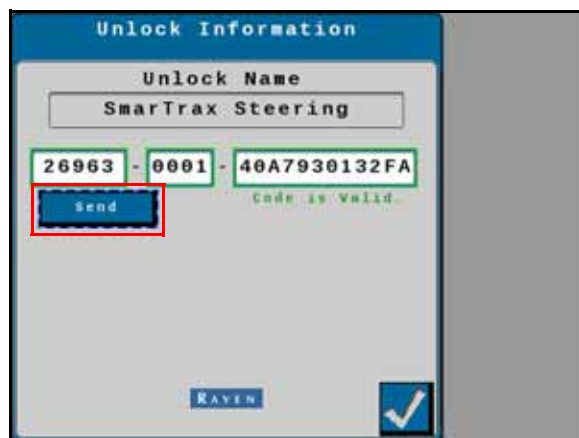 Unlock Information
Unlock Name
SmarTrax Steering
26963 - 0001 - 40A7930132FA
Send
Code is Valid.
RAVEN